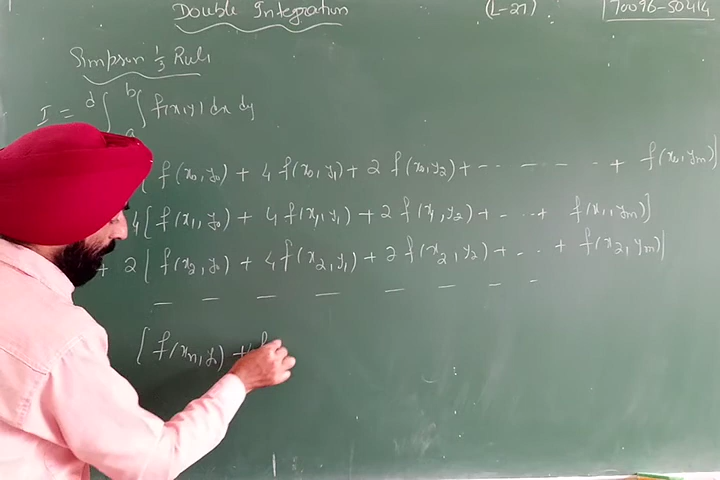 Double Integration (L-27) 70096-50414
Simpson 1/3 Rule
I = d∫ b∫a f(x,y) dx dy
[ f(x0, y0) + 4 f(x0, y1) + 2 f(x0, y2) + ------ + f(x0, ym) ]
4 [ f(x1, y0) + 4 f(x1, y1) + 2 f(x1, y2) + --- + f(x1, ym) ]
+ 2 [ f(x2, y0) + 4 f(x2, y1) + 2 f(x2, y2) + -- + f(x2, ym) ]
— — — — — — — -
[ f(xn, y0) + 4 f